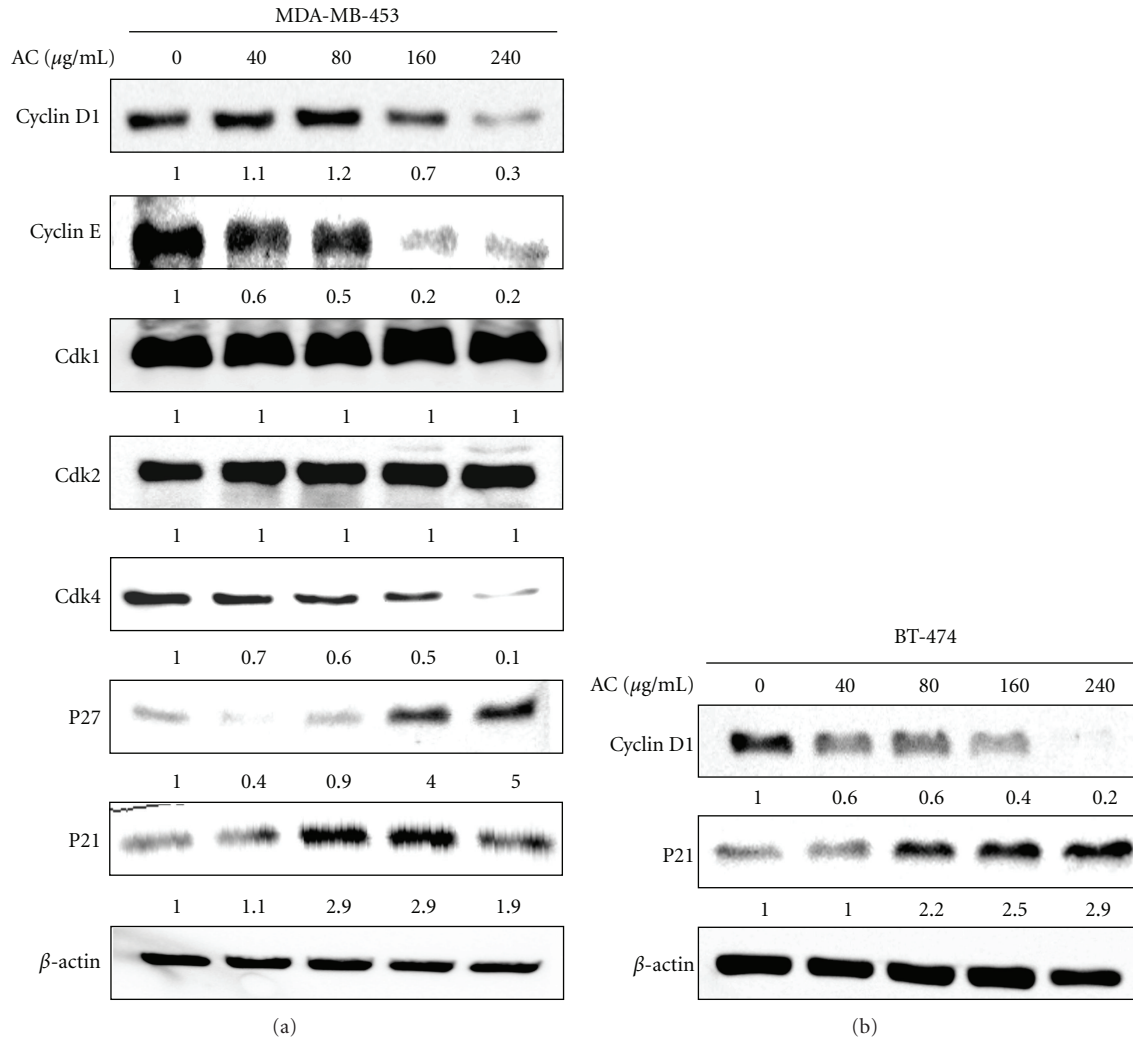 MDA-MB-453
AC (μg/mL) 0 40 80 160 240
Cyclin D1
1 1.1 1.2 0.7 0.3
Cyclin E
1 0.6 0.5 0.2 0.2
Cdk1
1 1 1 1 1
Cdk2
1 1 1 1 1
Cdk4
1 0.7 0.6 0.5 0.1
P27
1 0.4 0.9 4 5
P21
1 1.1 2.9 2.9 1.9
β-actin
(a)
BT-474
AC (μg/mL) 0 40 80 160 240
Cyclin D1
1 0.6 0.6 0.4 0.2
P21
1 1 2.2 2.5 2.9
β-actin
(b)